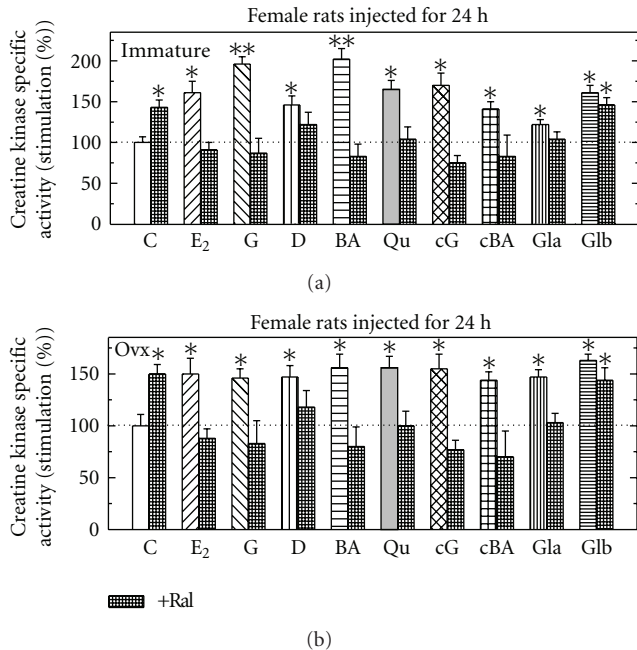 Female rats injected for 24 h
Immature
Creatine kinase specific
activity (stimulation (%))
200
150
100
50
0
* * ** * ** * * * * * *
C E2 G D BA Qu cG cBA Gla Glb
(a)
Female rats injected for 24 h
Ovx
Creatine kinase specific
activity (stimulation (%))
150
100
50
0
* * * * * * * * * * *
C E2 G D BA Qu cG cBA Gla Glb
+Ral
(b)